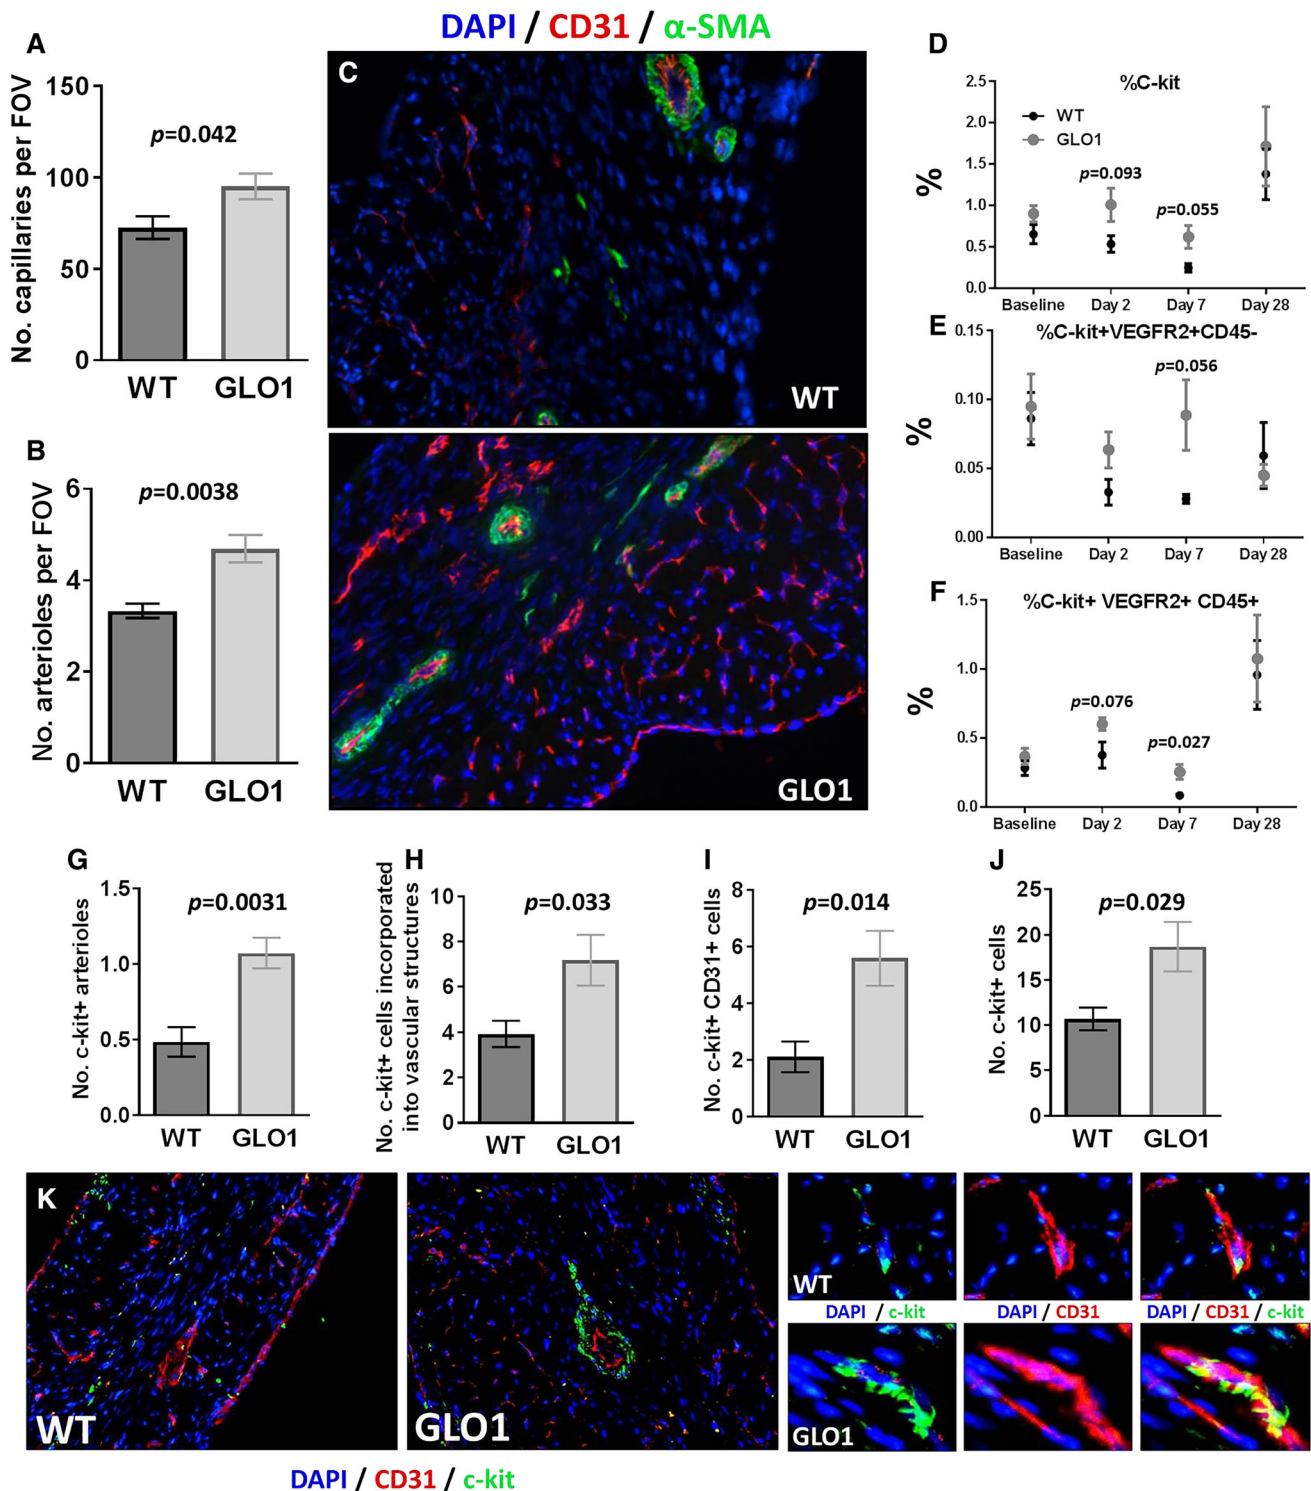 DAPI / CD31 / α-SMA
A
No. capillaries per FOV
150
100
50
0
p=0.042
WT
GLO1
B
No. arterioles per FOV
6
4
2
0
p=0.0038
WT
GLO1
C
WT
GLO1
D
%C-kit
%
2.5
2.0
1.5
1.0
0.5
0.0
WT
GLO1
p=0.093
p=0.055
Baseline
Day 2
Day 7
Day 28
E
%C-kit+VEGFR2+CD45-
%
0.15
0.10
0.05
0.00
p=0.056
Baseline
Day 2
Day 7
Day 28
F
%C-kit+ VEGFR2+ CD45+
%
1.5
1.0
0.5
0.0
p=0.076
p=0.027
Baseline
Day 2
Day 7
Day 28
G
No. c-kit+ arterioles
1.5
1.0
0.5
0.0
p=0.0031
WT
GLO1
H
No. c-kit+ cells incorporated
into vascular structures
10
8
6
4
2
0
p=0.033
WT
GLO1
I
No. c-kit+ CD31+ cells
8
6
4
2
0
p=0.014
WT
GLO1
J
No. c-kit+ cells
25
20
15
10
5
0
p=0.029
WT
GLO1
K
WT
GLO1
WT
DAPI / c-kit
DAPI / CD31
DAPI / CD31 / c-kit
GLO1
DAPI / CD31 / c-kit